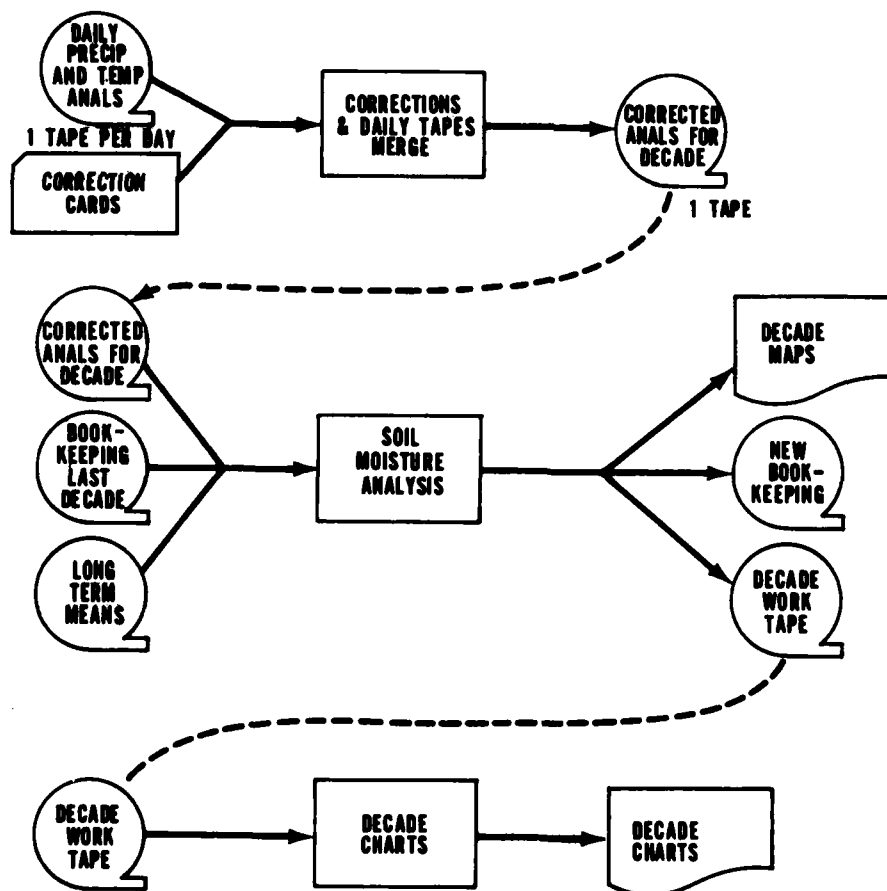 DAILY
PRECIP
AND TEMP
ANALS
1 TAPE PER DAY
CORRECTION
CARDS
CORRECTIONS
& DAILY TAPES
MERGE
CORRECTED
ANALS FOR
DECADE
1 TAPE
CORRECTED
ANALS FOR
DECADE
BOOK-
KEEPING
LAST
DECADE
LONG
TERM
MEANS
SOIL
MOISTURE
ANALYSIS
DECADE
MAPS
NEW
BOOK-
KEEPING
DECADE
WORK
TAPE
DECADE
WORK
TAPE
DECADE
CHARTS
DECADE
CHARTS